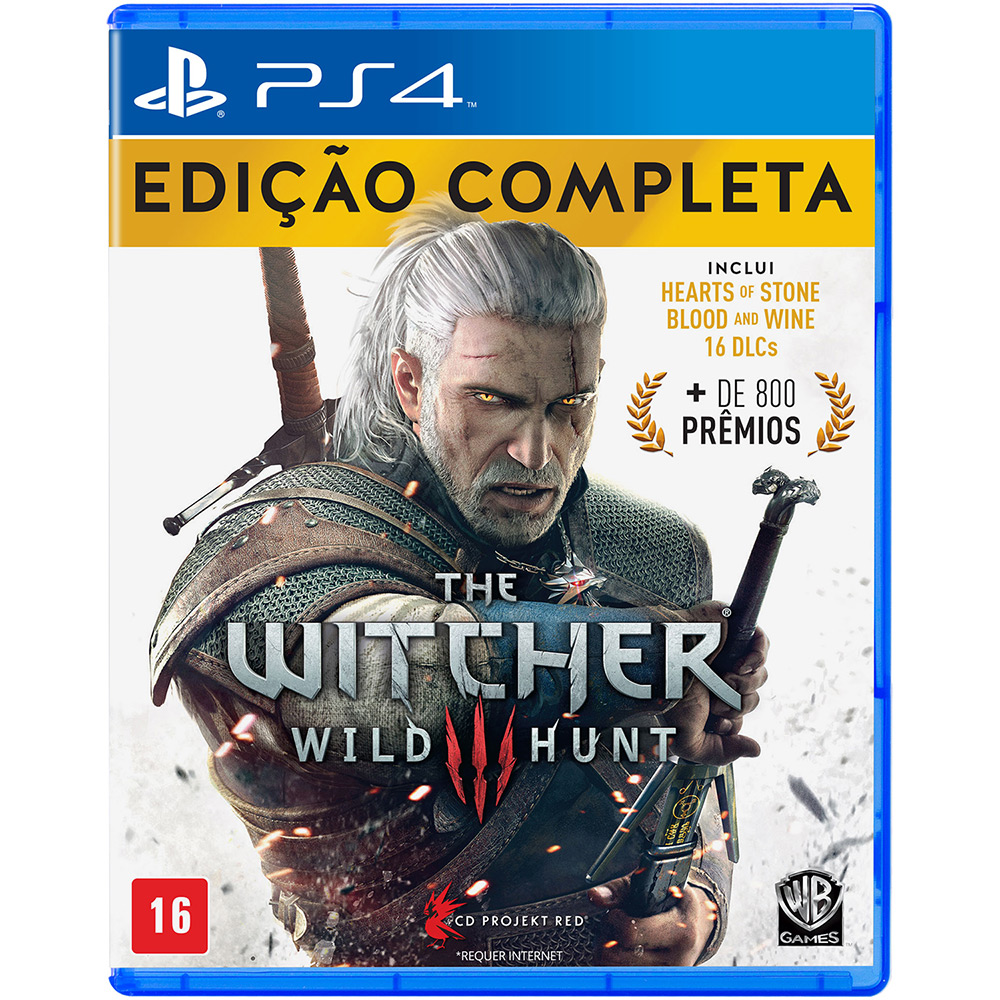 PS4
EDIÇÃO COMPLETA
INCLUI
HEARTS OF STONE
BLOOD AND WINE
16 DLCs
+ DE 800
PRÊMIOS
THE
WITCHER
WILD III HUNT
16
CD PROJEKT RED
*REQUER INTERNET
WB
GAMES